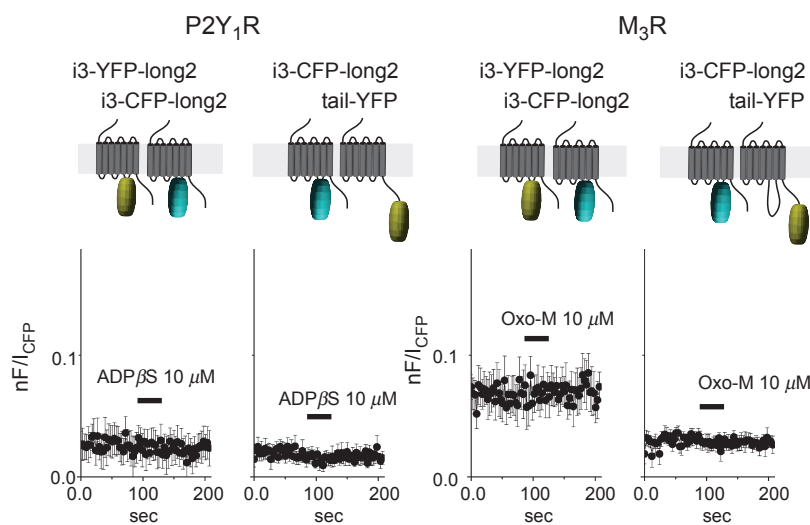 P2Y₁R
M₃R
i3-YFP-long2
i3-CFP-long2
i3-CFP-long2
tail-YFP
i3-YFP-long2
i3-CFP-long2
i3-CFP-long2
tail-YFP
nF/I_CFP
0.1
0.0
ADPβS 10 μM
0.0
100
200
sec
ADPβS 10 μM
0.0
100
200
sec
nF/I_CFP
0.1
0.0
Oxo-M 10 μM
0.0
100
200
sec
Oxo-M 10 μM
0.0
100
200
sec